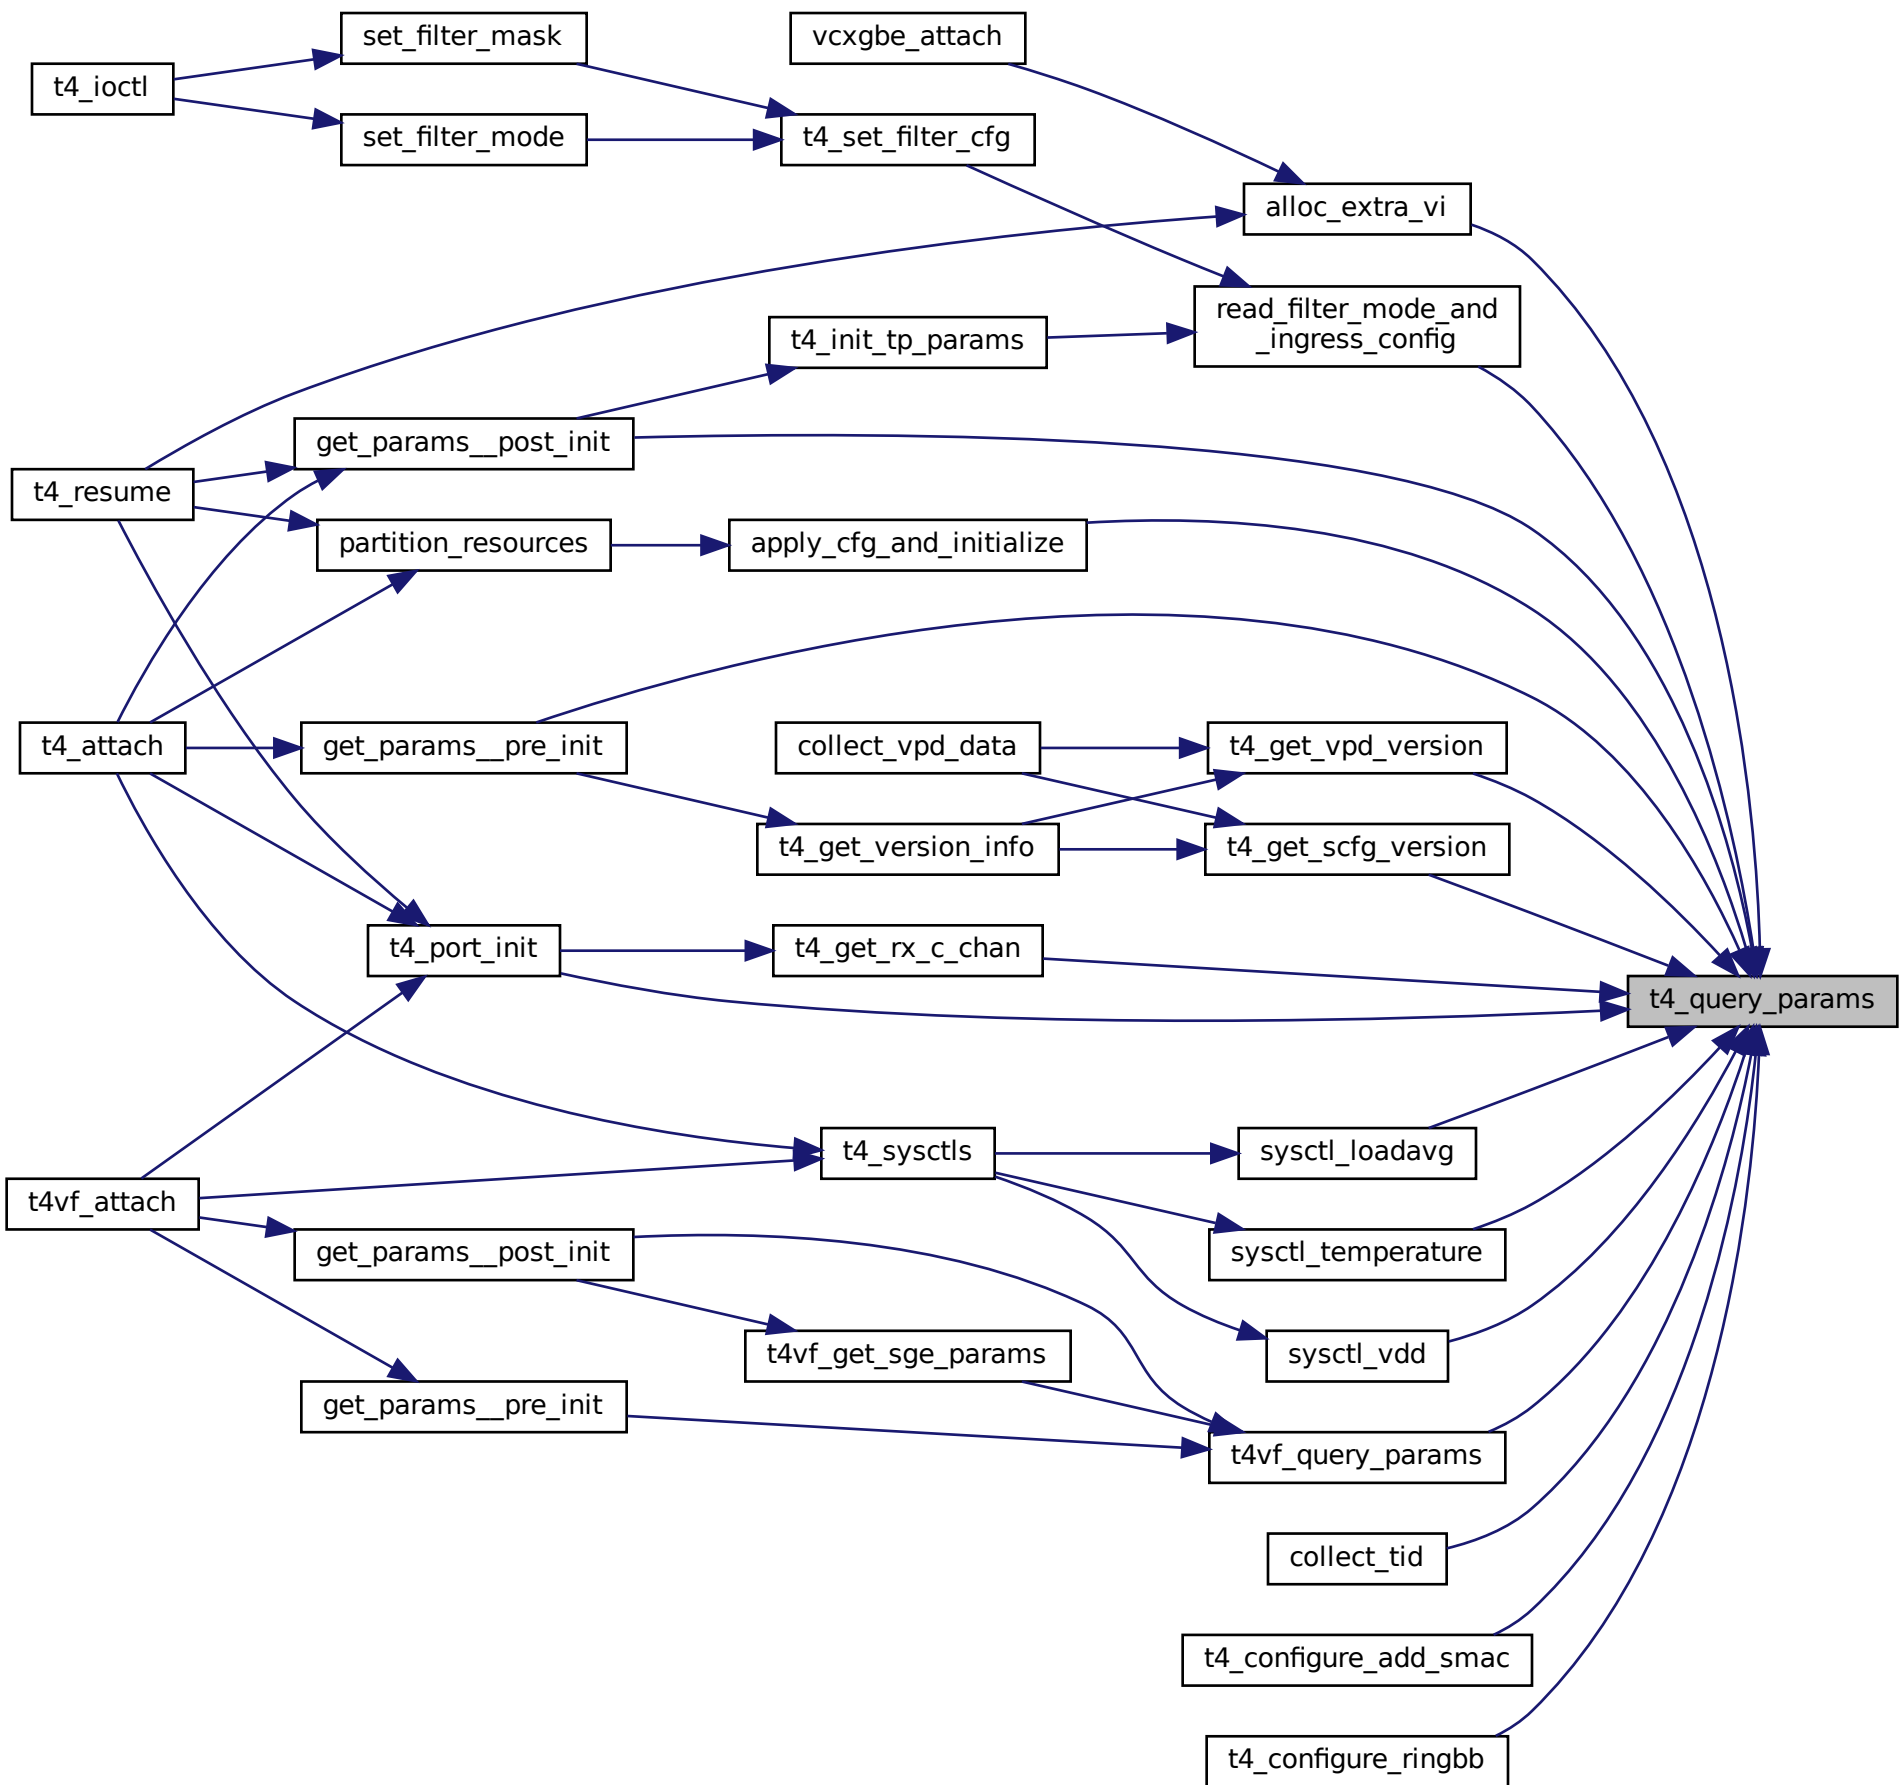 set_filter_mask
vcxgbe_attach
t4_ioctl
set_filter_mode
t4_set_filter_cfg
alloc_extra_vi
read_filter_mode_and
_ingress_config
t4_init_tp_params
get_params__post_init
t4_resume
partition_resources
apply_cfg_and_initialize
t4_attach
get_params__pre_init
collect_vpd_data
t4_get_vpd_version
t4_get_version_info
t4_get_scfg_version
t4_port_init
t4_get_rx_c_chan
t4_query_params
t4_sysctls
sysctl_loadavg
t4vf_attach
get_params__post_init
sysctl_temperature
t4vf_get_sge_params
sysctl_vdd
get_params__pre_init
t4vf_query_params
collect_tid
t4_configure_add_smac
t4_configure_ringbb